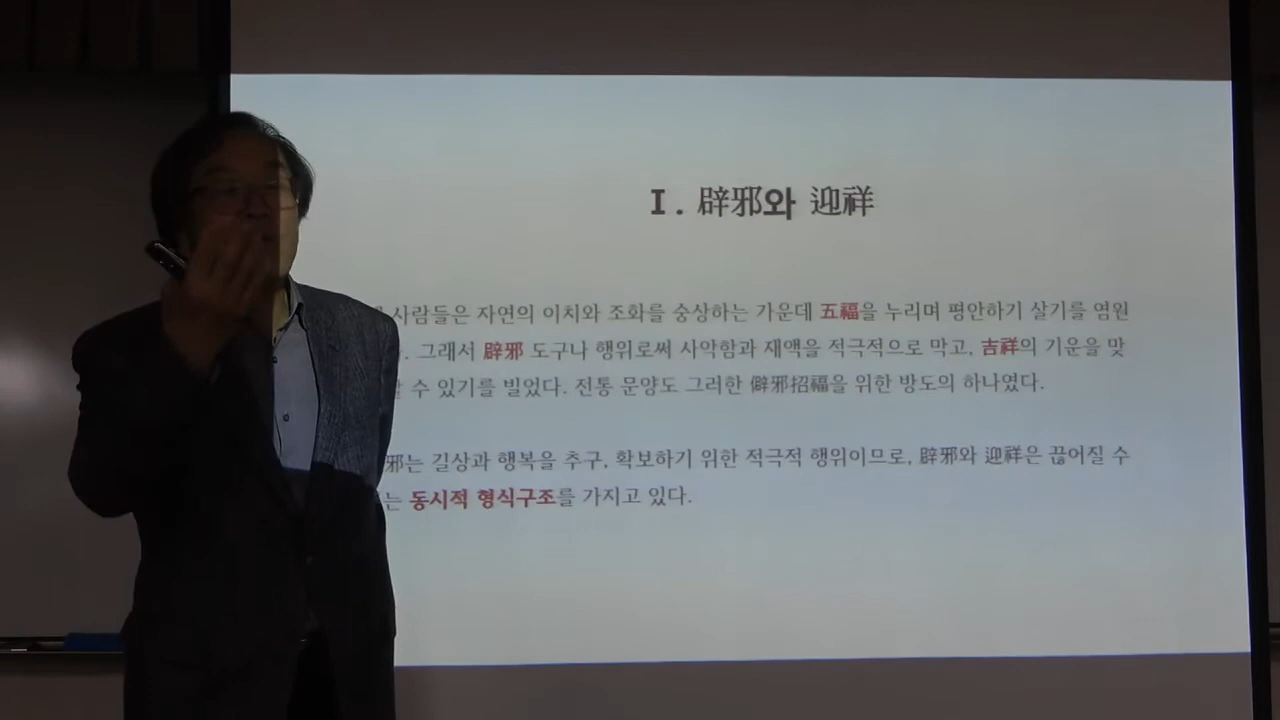 I. 辟邪와 迎祥
사람들은 자연의 이치와 조화를 숭상하는 가운데 五福을 누리며 평안하기 살기를 염원
. 그래서 辟邪 도구나 행위로써 사악함과 재액을 적극적으로 막고, 吉祥의 기운을 맞
수 있기를 빌었다. 전통 문양도 그러한 僻邪招福을 위한 방도의 하나였다.
邪는 길상과 행복을 추구, 확보하기 위한 적극적 행위이므로, 辟邪와 迎祥은 끊어질 수
는 동시적 형식구조를 가지고 있다.